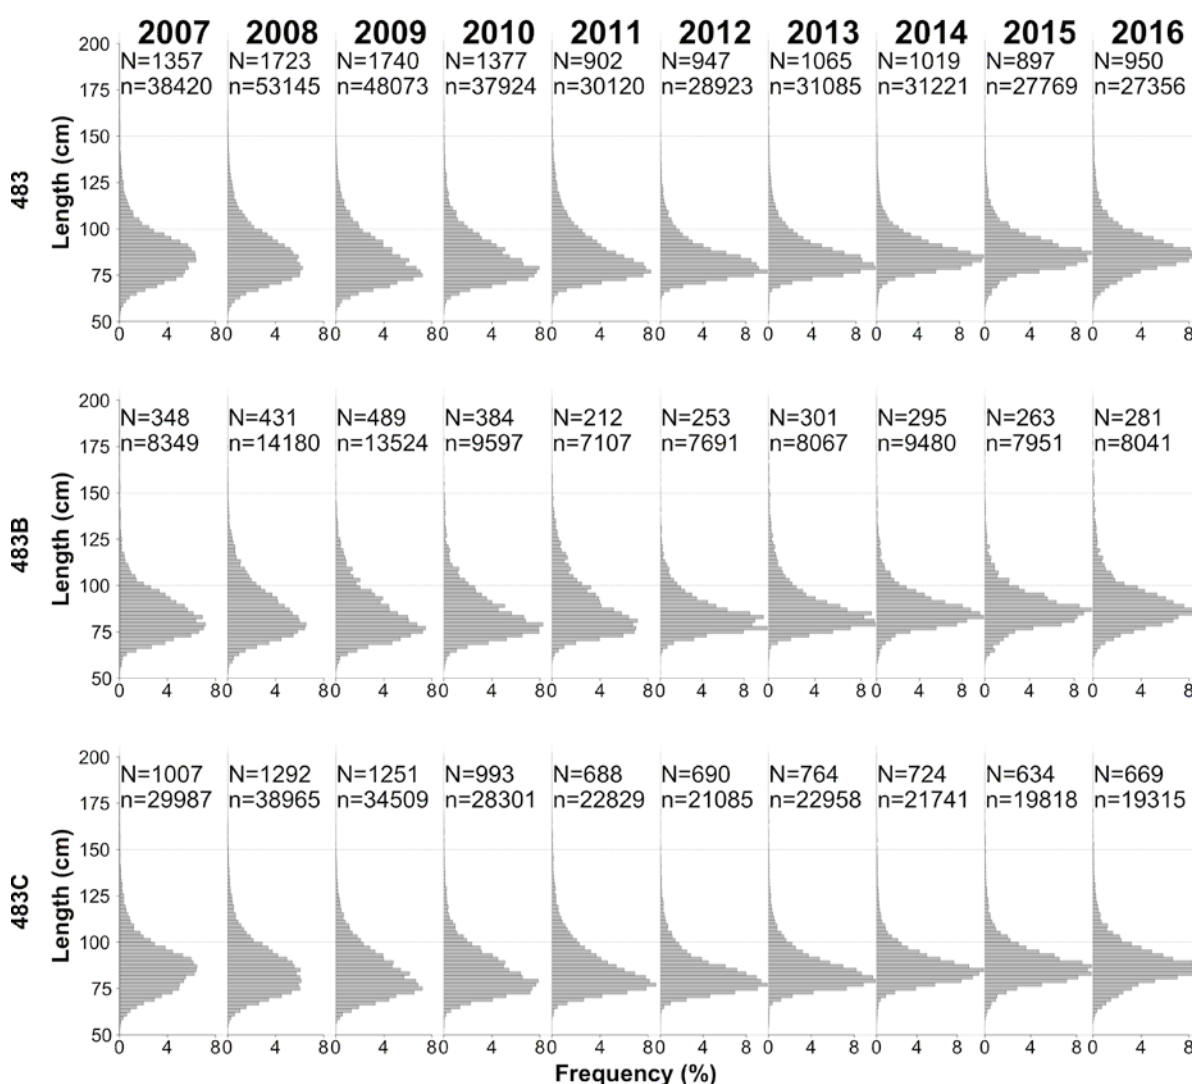 2007 2008 2009 2010 2011 2012 2013 2014 2015 2016
200 N=1357 N=1723 N=1740 N=1377 N=902 N=947 N=1065 N=1019 N=897 N=950
175 n=38420 n=53145 n=48073 n=37924 n=30120 n=28923 n=31085 n=31221 n=27769 n=27356
150
125
100
75
50
483
Length (cm)
0 4 8 0 4 8 0 4 8 0 4 8 0 4 8 0 4 8 0 4 8 0 4 8 0 4 8 0 4 8
200 N=348 N=431 N=489 N=384 N=212 N=253 N=301 N=295 N=263 N=281
175 n=8349 n=14180 n=13524 n=9597 n=7107 n=7691 n=8067 n=9480 n=7951 n=8041
150
125
100
75
50
483B
Length (cm)
0 4 8 0 4 8 0 4 8 0 4 8 0 4 8 0 4 8 0 4 8 0 4 8 0 4 8 0 4 8
200 N=1007 N=1292 N=1251 N=993 N=688 N=690 N=764 N=724 N=634 N=669
175 n=29987 n=38965 n=34509 n=28301 n=22829 n=21085 n=22958 n=21741 n=19818 n=19315
150
125
100
75
50
483C
Length (cm)
0 4 8 0 4 8 0 4 8 0 4 8 0 4 8 0 4 8 0 4 8 0 4 8 0 4 8 0 4 8
Frequency (%)